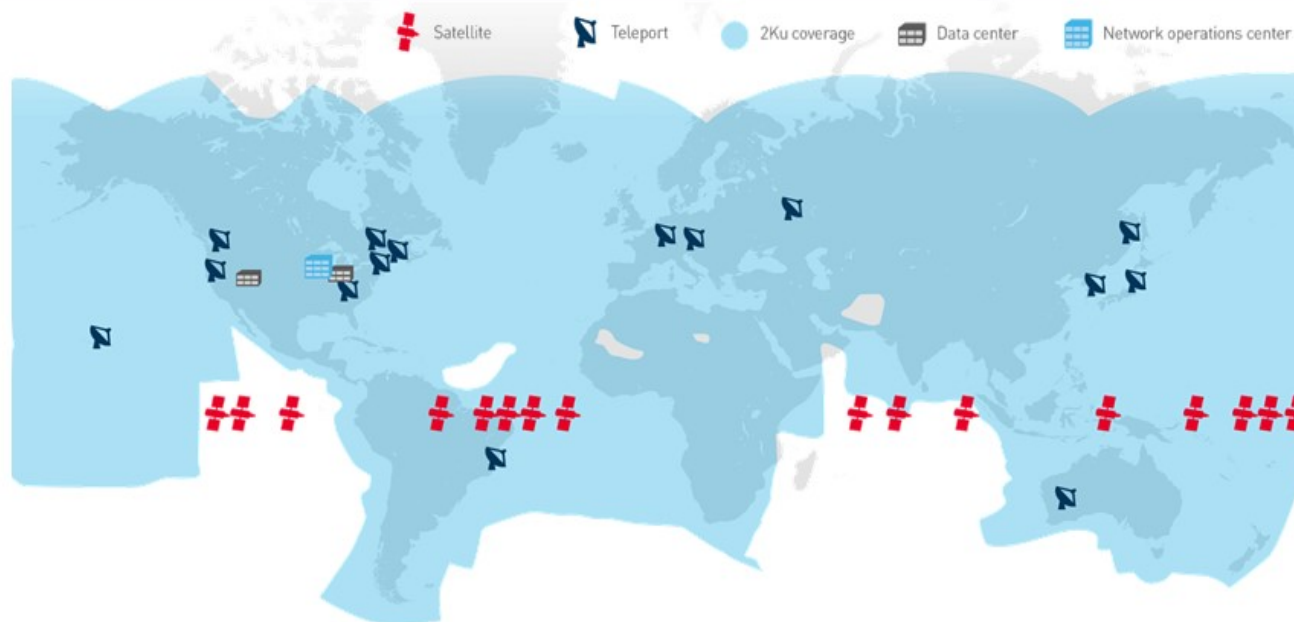 Satellite
Teleport
2Ku coverage
Data center
Network operations center